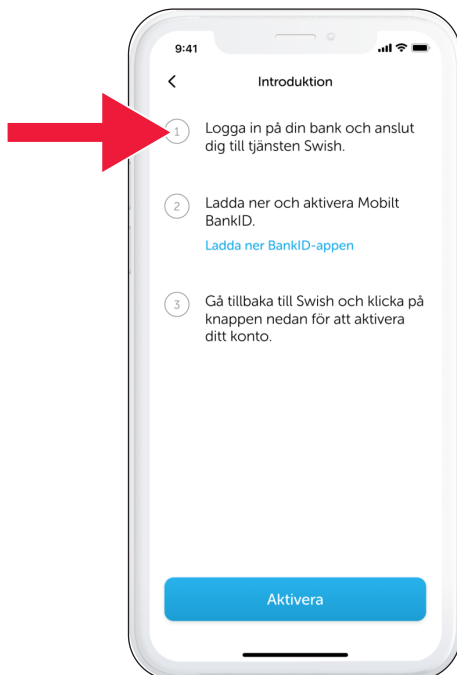 9:41
Introduktion
1 Logga in på din bank och anslut
dig till tjänsten Swish.
2 Ladda ner och aktivera Mobilt
BankID.
Ladda ner BankID-appen
3 Gå tillbaka till Swish och klicka på
knappen nedan för att aktivera
ditt konto.
Aktivera